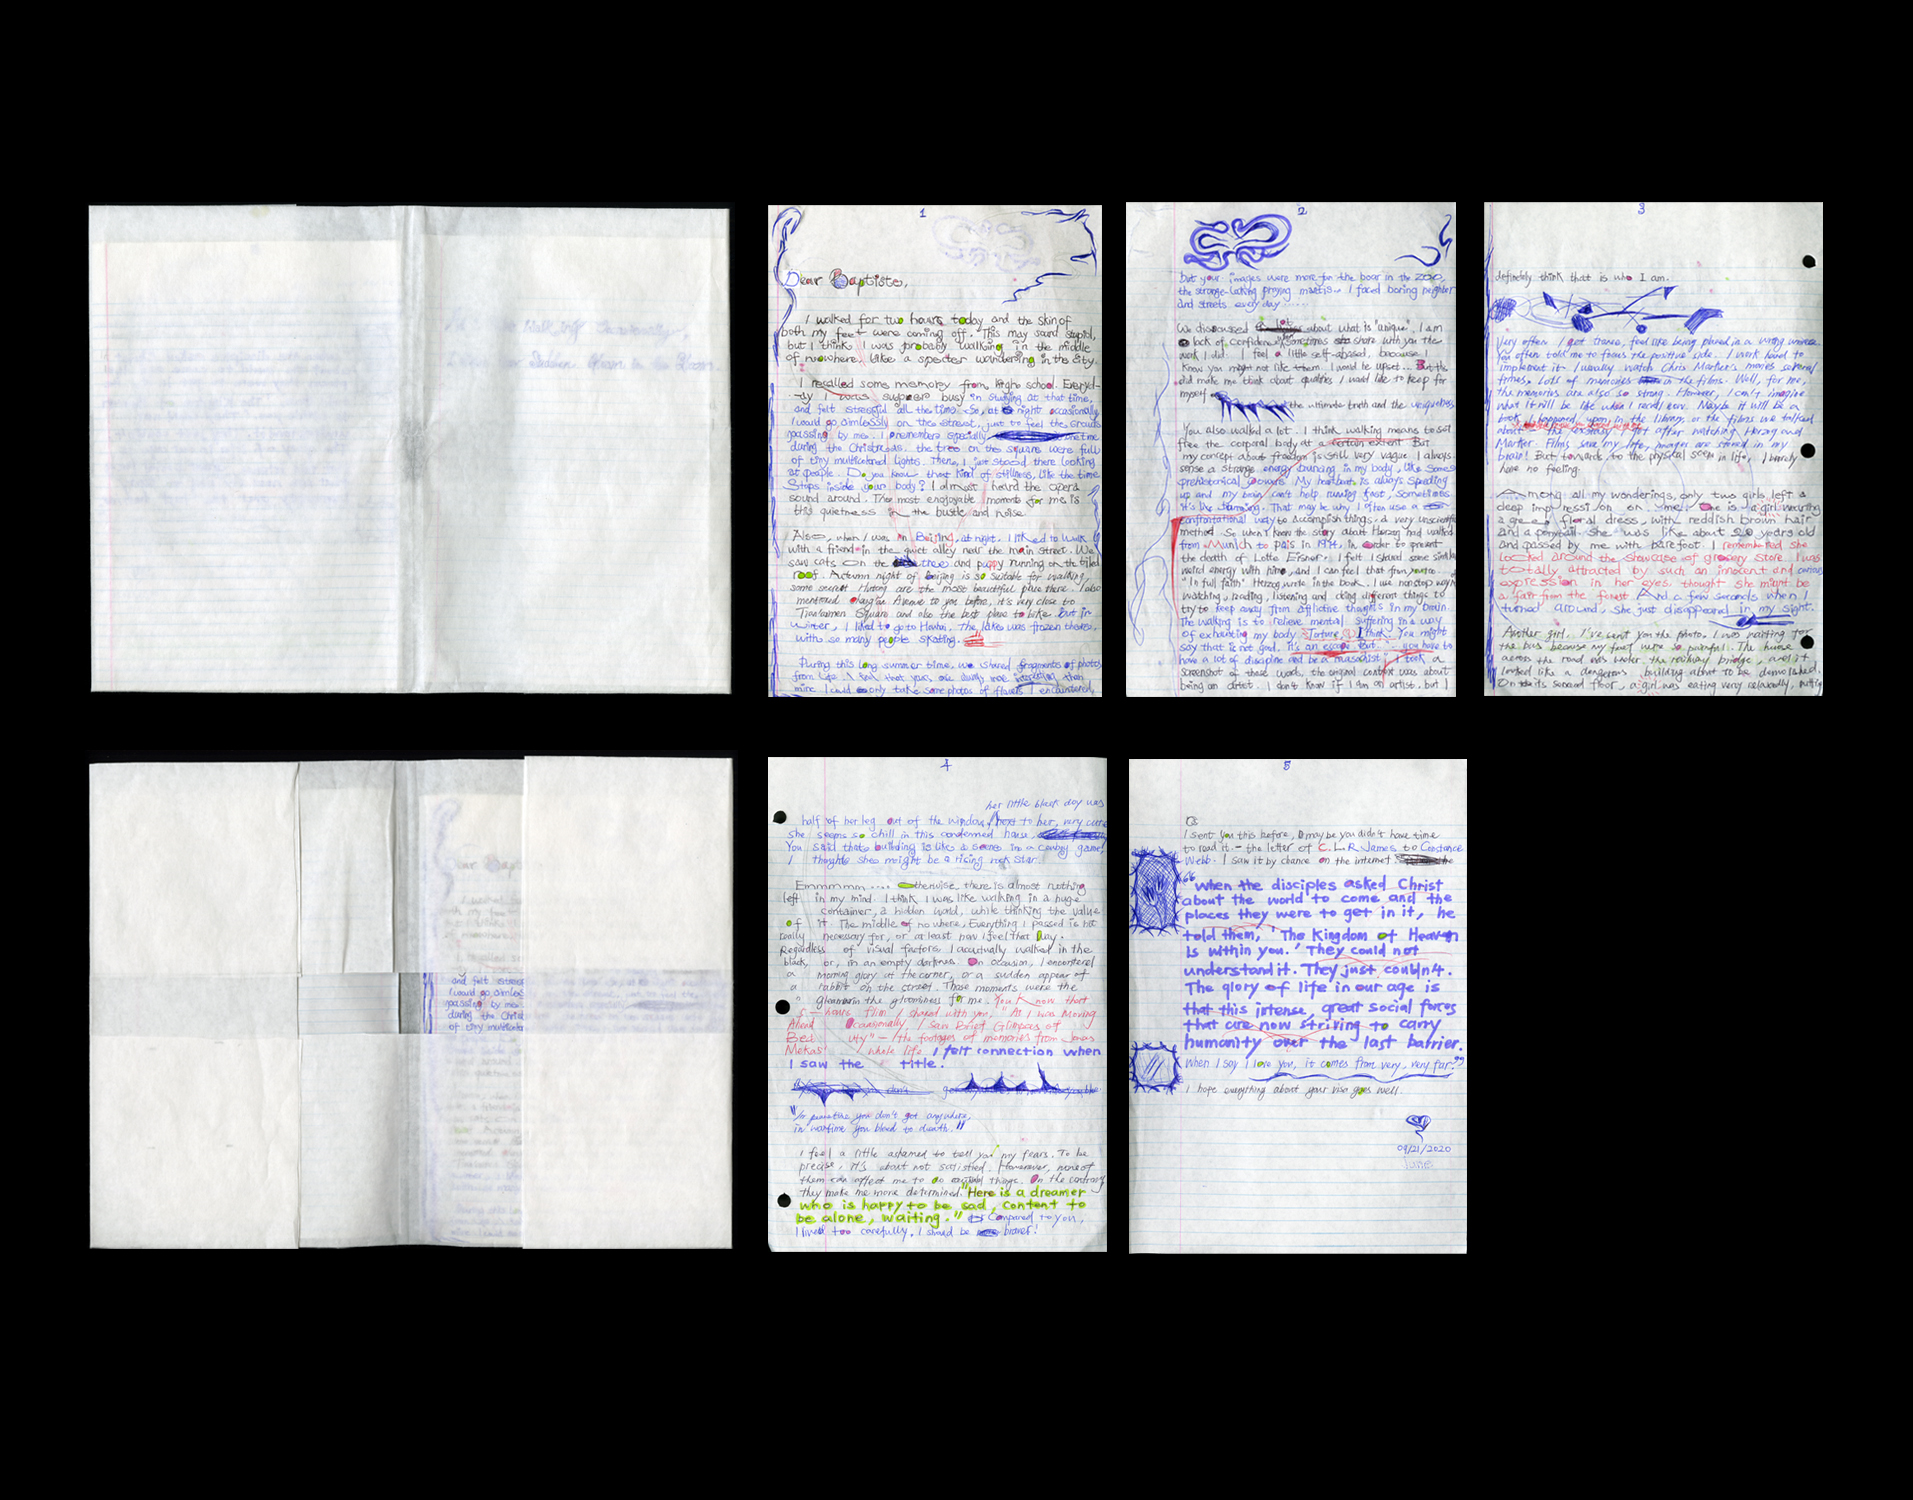 1
Dear Baptiste,
I walked for two hours today and the skin of
both my feet were coming off. This may sound stupid,
but I think I was probably walking in the middle
of nowhere, like a specter wandering in the city.
I recalled some memory from high school. Everyd-
ay I was supper busy in studying at that time,
and felt stressful all the time. So, at night occasionally
I would go aimlessly on the street, just to feel the crowds
passing by me. I remember especially one time
during the Christmas. the tree on the square were full
of tiny multicolored lights. There, I just stood there looking
at people. Do you know that kind of stillness, like the time
Stops inside your body? I almost heard the opera
sound around. The most enjoyable moment for me is
this quietness in the bustle and noise.
Also, when I was in Beijing, at night. I liked to walk
with a friend in the quiet alley near the main street. We
saw cats on the tree and puppy running on the tiled
roof. Autumn night of Beijing is so suitable for walking,
some secret Hutong are the most beautiful place there. I also
mentioned Changan Avenue to you before, it's very close to
Tiananmen Square and also the best place to bike. But in
winter, I liked to go to Houhai. The lakes was frozen there,
with so many people skating.
During this long summer time, we shared fragments of photos
from life. I find that yours are always more interesting than
mine. I could only take some photos of flowers I encountered,
2
but your images were more fun the boar in the ZOO,
the strange-looking praying mantis... I faced boring neighbor
and streets every day ......
We discussed a lot about what is "unique". I am
lack of confidence. Sometimes share with you the
work I did. I feel a little self-abased, because I
know you might not like them. I would be upset... But this
did make me think about qualities I would like to keep for
myself the ultimate truth and the uniqueness
You also walked a lot. I think walking means to set
free the corporal body at a certain extent. But
my concept about freedom is still very vague. I always
sense a strange energy bouncing in my body, like some
prehistorical powers. My heartbeat is always speeding
up and my brain can't help running fast, sometimes
it's like burning. That may be why I often use a
confrontational way to accomplish things. a very unscientific
method. So when I knew the story about Herzog had walked
from Munich to Paris in 1974, in order to prevent
the death of Lotte Eisner, I felt I shared some similar
weird energy with him, and I can feel that from yours.
"In full faith" Herzog wrote in the book. I use nonstop
watching, reading, listening and doing different things to
try to keep away from afflictive thoughts in my brain.
The walking is to relieve mental suffering in a way
of exhausting my body. Torture I think. You might
say that is not good. It's an escape. But ... you have to
have a lot of discipline and be a masochist, I took a
screenshot of these words, the original context was about
being an artist. I don't know if I am an artist, but I
3
definitely think that is who I am.
Very often I get trance, feel like being placed in a wrong universe.
You often told me to focus the positive side. I work hard to
implement it. I usually watch Chris Marker's movies several
times. Lots of memories in the films. Well, for me,
the memories are also so strong. However, I can't imagine
what it will be like when I recall now. Maybe it will be a
book I happened upon in the library, or the films we talked
about the ecstasy I got after watching Herzog and
Marker. Films save my life, images are stored in my
brain! But towards to the physical seen in life, I barely
have no feeling.
Among all my wonderings, only two girls left a
deep impression on me. One is a girl wearing
a green floral dress, with reddish brown hair
and a ponytail. She was like about 20 years old
and passed by me with barefoot. I remembered she
located around the showcase of grocery store. I was
totally attracted by such an innocent and curious
expression in her eyes. thought she might be
a fair from the forest And a few seconds when I
turned around, she just disappeared in my sight.
Another girl. I've sent you the photo. I was waiting for
the bus because my feet were so painful. The house
across the road was under the railway bridge, and it
looked like a dangerous building about to be demolished.
On its second floor, a girl was eating very relaxedly, putting
4
her little black dog was
half of her leg out of the window, next to her, very cute
she seems so chill in this condemned house,
You said that building is like a scene in a cowboy game!
I thought she might be a rising rock star.
Emmmmm .... Otherwise, there is almost nothing
left in my mind. I think I was like walking in a huge
container, a hidden world, while thinking the value
of it. The middle of no where, Everything I passed is not
really necessary for, or at least now I feel that way.
Regardless of visual factors, I accutually walked in the
black, or, in an empty darkness. On occasion, I encontered
a morning glory at the corner, or a sudden appear of
a rabbit on the street. Those moments were the
gleams in the gloominess for me. You know that
5-hours film I shared with you, "As I was Moving
Ahead Occasionally, I Saw Brief Glimpses of
Beauty" - the footages of memories from Jonas
Mekas' whole life. I felt connection when
I saw the title.
"In peacetime you don't get anywhere,
in wartime you bleed to death."
I feel a little ashamed to tell you my fears. To be
precise, it's about not satisfied. However, none of
them can affect me to do things. On the contrary
they make me more determined. "Here is a dreamer
who is happy to be sad, content to
be alone, waiting." Compared to you,
I lived too carefully, I should be braver!
5
I sent you this before, maybe you didn't have time
to read it. - the letter of C.L.R James to Constance
Webb. I saw it by chance on the internet
"when the disciples asked Christ
about the world to come and the
places they were to get in it, he
told them, 'The Kingdom of Heaven
is within you.' They could not
understand it. They just couldn't.
The glory of life in our age is
that this intense, great social forces
that are now striving to carry
humanity over the last barrier.
When I say I love you, it comes from very, very far."
I hope everything about your visa goes well.
09/21/2020
June
and felt stress
I would go aimless
passing by me
during the Christ
of tiny multicolo